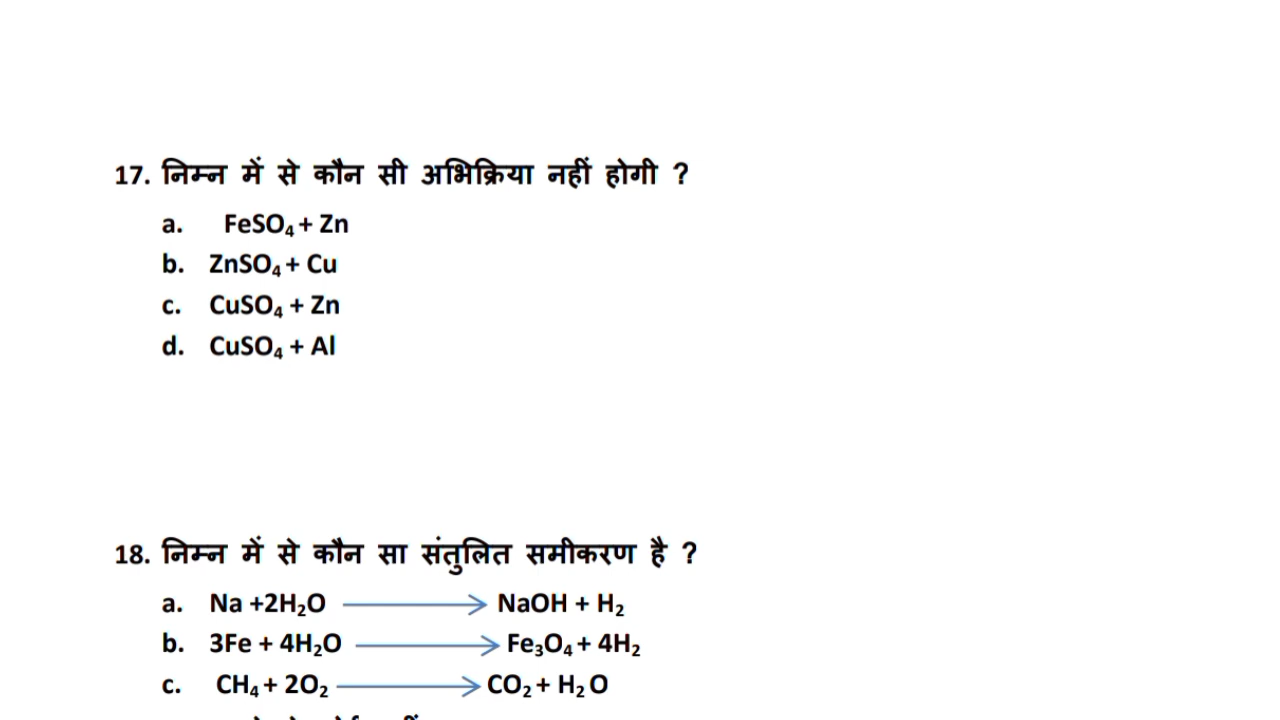 17. निम्न में से कौन सी अभिक्रिया नहीं होगी ?
a. FeSO₄ + Zn
b. ZnSO₄ + Cu
c. CuSO₄ + Zn
d. CuSO₄ + Al
18. निम्न में से कौन सा संतुलित समीकरण है ?
a. Na +2H₂O ⟶ NaOH + H₂
b. 3Fe + 4H₂O ⟶ Fe₃O₄ + 4H₂
c. CH₄ + 2O₂ ⟶ CO₂ + H₂ O